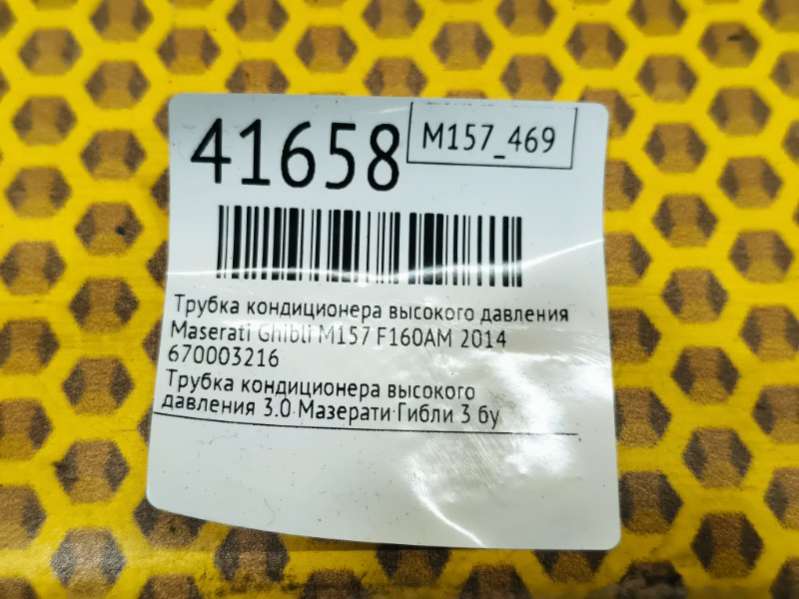 41658
M157_469
Трубка кондиционера высокого давления
Maserati Ghibli M157 F160AM 2014
670003216
Трубка кондиционера высокого
давления 3.0 Мазерати Гибли 3 бу